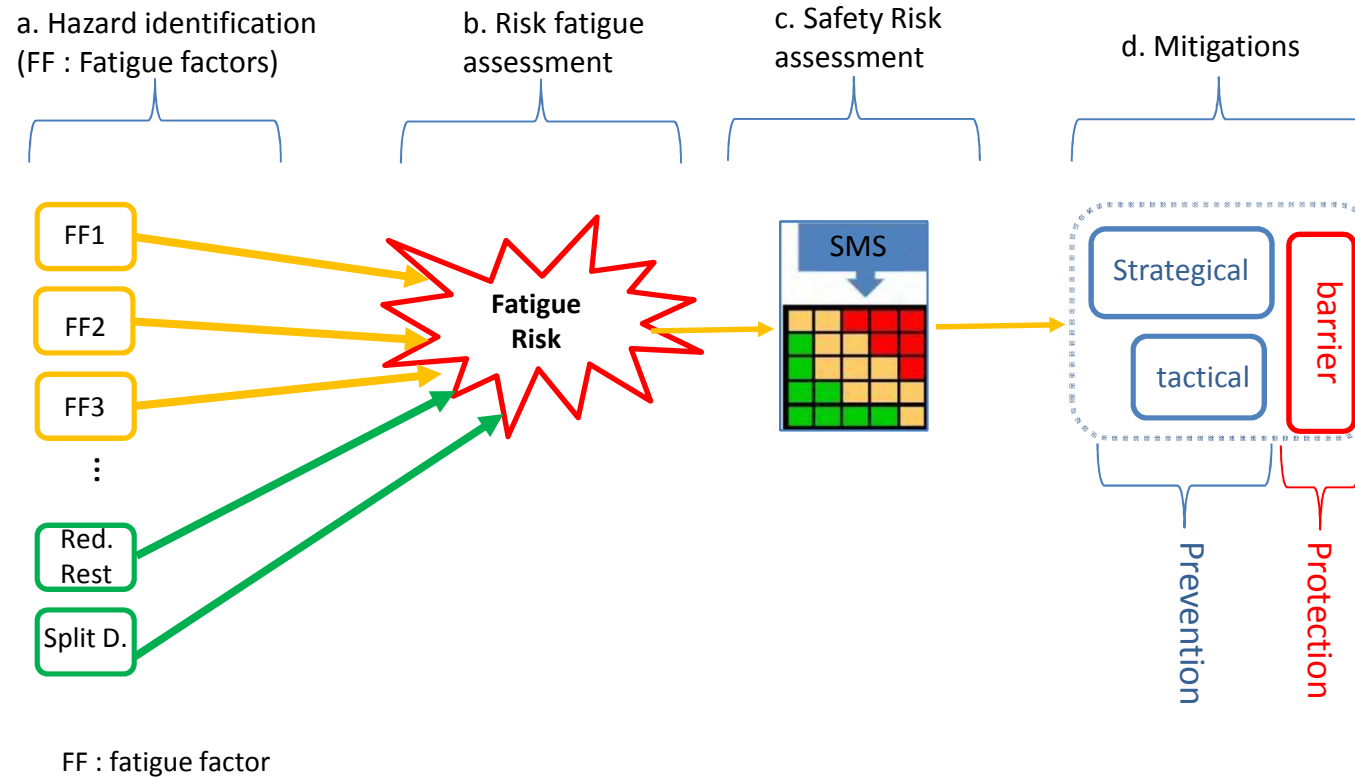 a. Hazard identification
(FF : Fatigue factors)
b. Risk fatigue
assessment
c. Safety Risk
assessment
d. Mitigations
FF1
FF2
FF3
...
Red.
Rest
Split D.
Fatigue
Risk
SMS
Strategical
tactical
barrier
Prevention
Protection
FF : fatigue factor